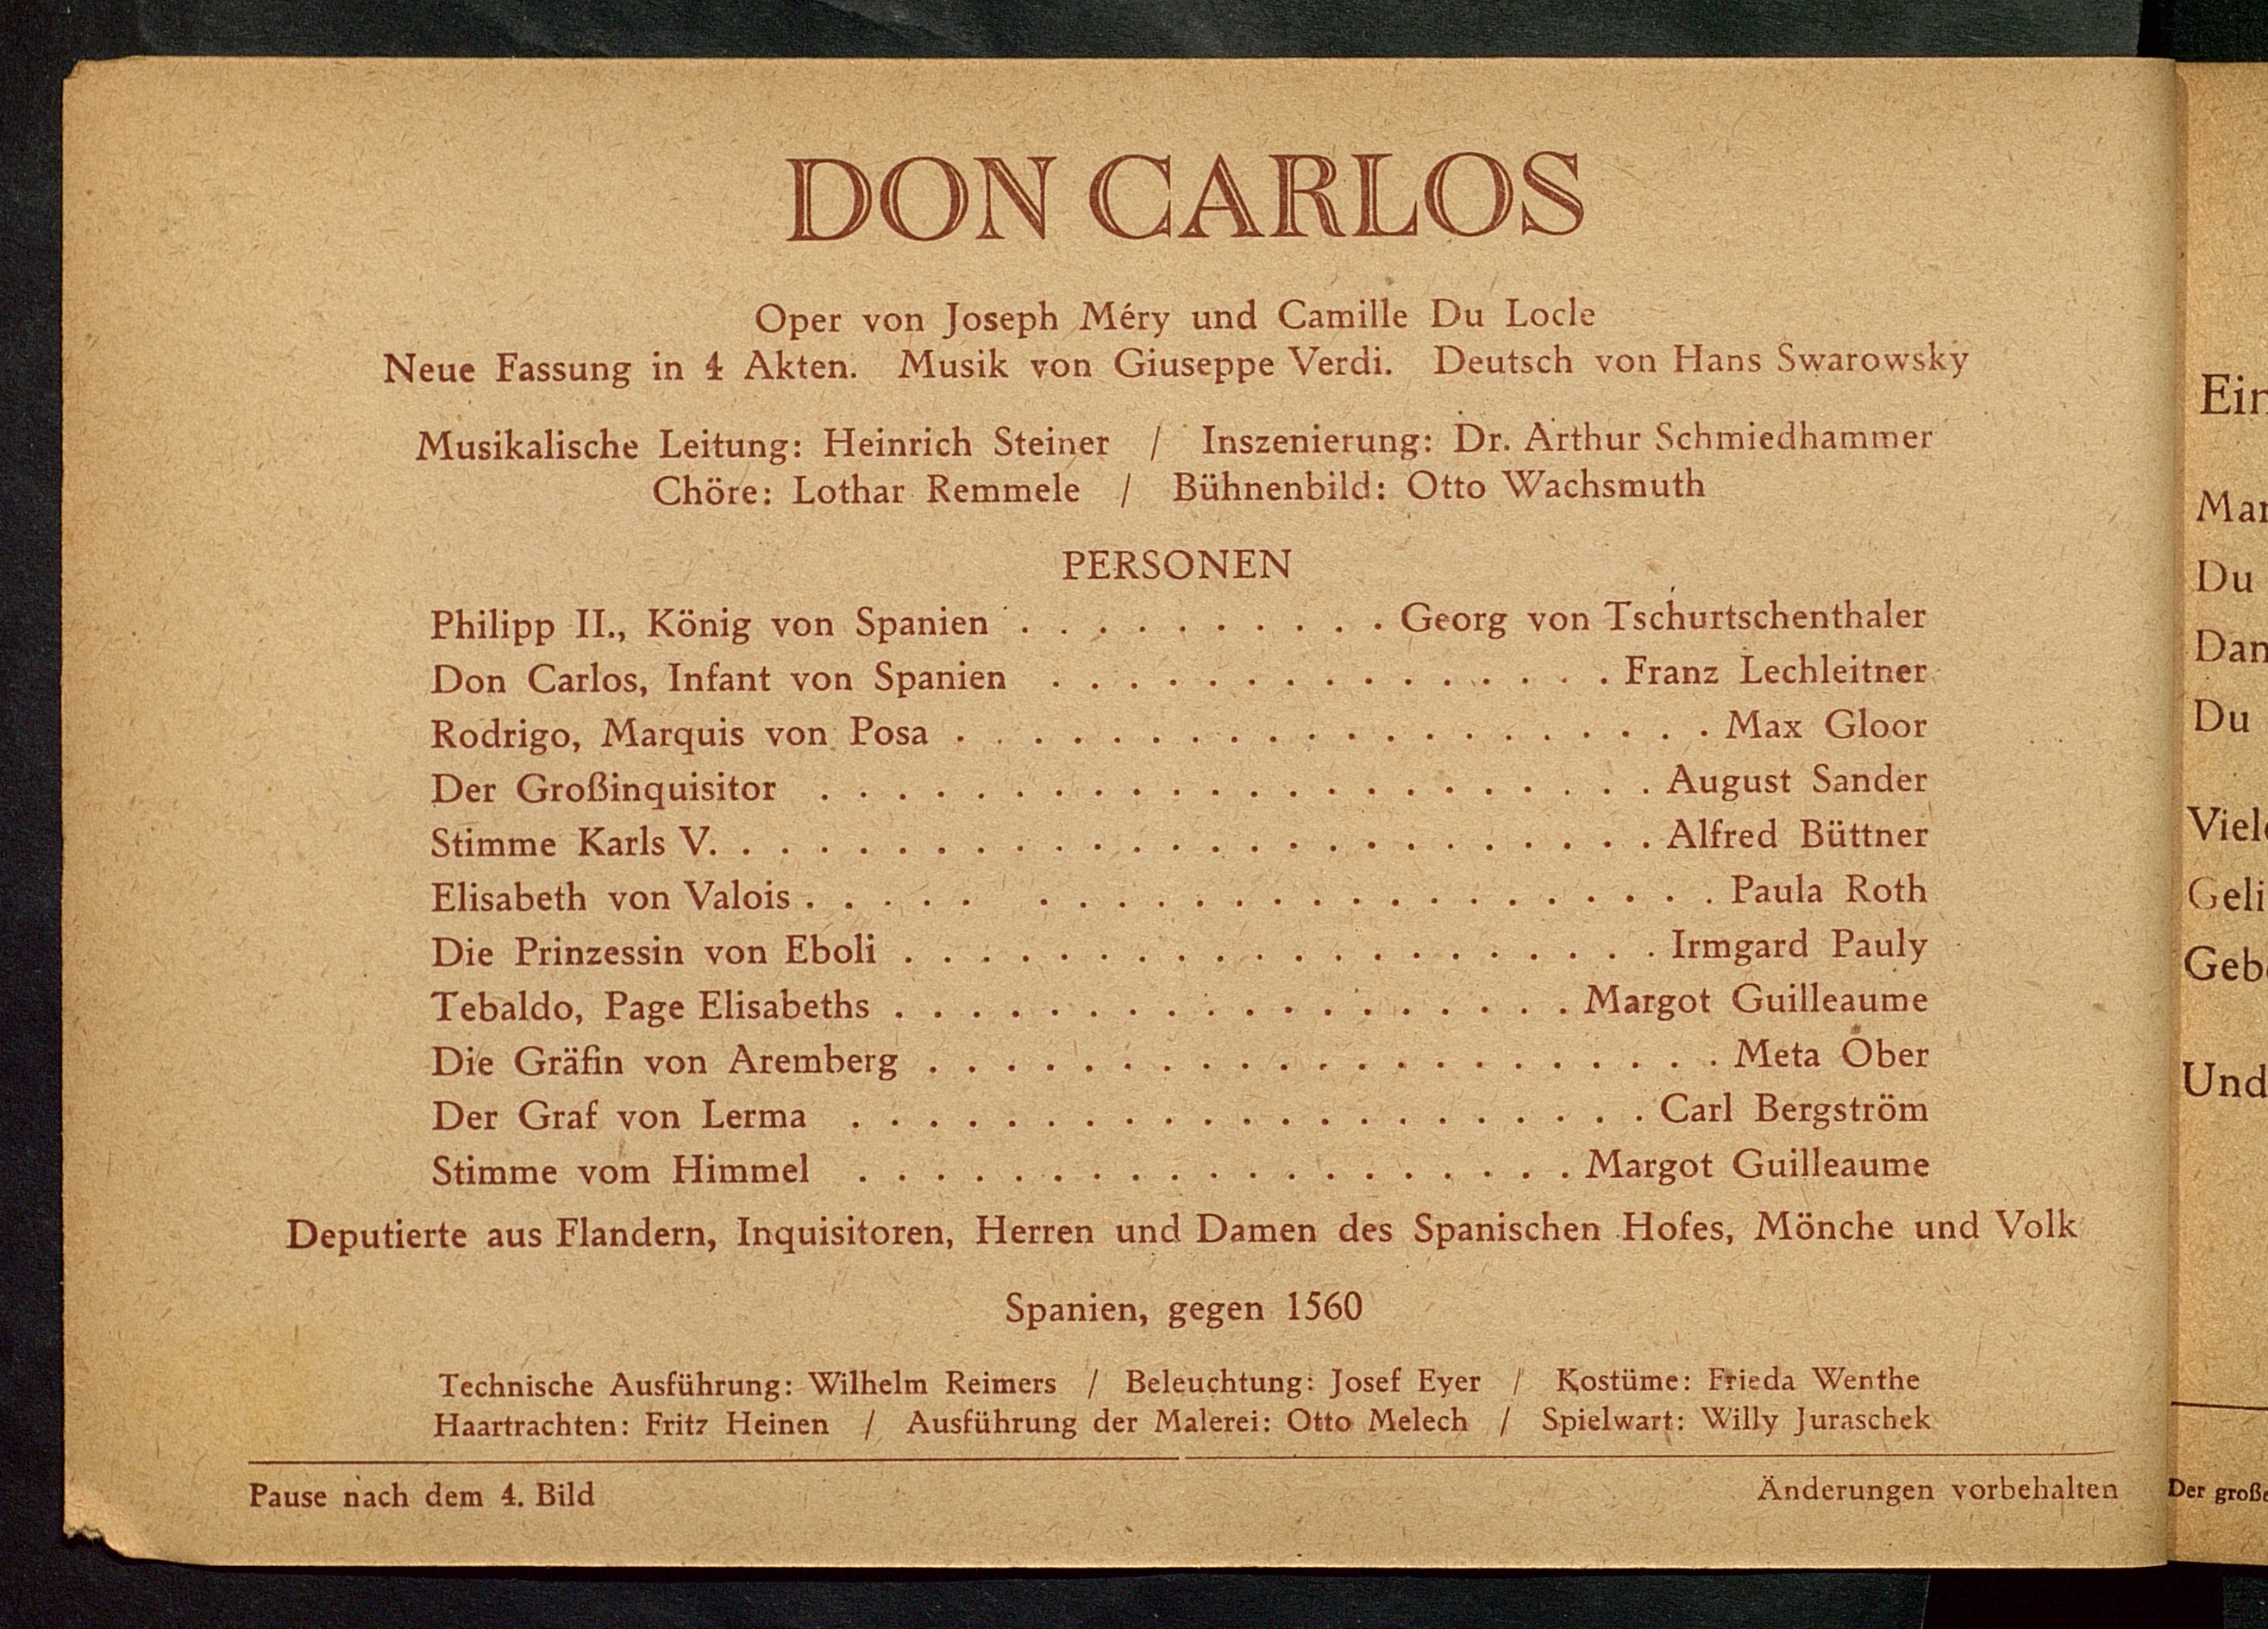 DON CARLOS
Oper von Joseph Méry und Camille Du Locle
Neue Fassung in 4 Akten. Musik von Giuseppe Verdi. Deutsch von Hans Swarowsky
Musikalische Leitung: Heinrich Steiner / Inszenierung: Dr. Arthur Schmiedhammer
Chöre: Lothar Remmele / Bühnenbild: Otto Wachsmuth
PERSONEN
Philipp II., König von Spanien . . . . . . . . . . Georg von Tschurtschenthaler
Don Carlos, Infant von Spanien . . . . . . . . . . . . . . . Franz Lechleitner
Rodrigo, Marquis von Posa . . . . . . . . . . . . . . . . . . . . Max Gloor
Der Großinquisitor . . . . . . . . . . . . . . . . . . . . . . August Sander
Stimme Karls V. . . . . . . . . . . . . . . . . . . . . . . . . Alfred Büttner
Elisabeth von Valois . . . . . . . . . . . . . . . . . . . . . . . Paula Roth
Die Prinzessin von Eboli . . . . . . . . . . . . . . . . . . . . Irmgard Pauly
Tebaldo, Page Elisabeths . . . . . . . . . . . . . . . . . . Margot Guilleaume
Die Gräfin von Aremberg . . . . . . . . . . . . . . . . . . . . . Meta Ober
Der Graf von Lerma . . . . . . . . . . . . . . . . . . . . . Carl Bergström
Stimme vom Himmel . . . . . . . . . . . . . . . . . . . Margot Guilleaume
Deputierte aus Flandern, Inquisitoren, Herren und Damen des Spanischen Hofes, Mönche und Volk
Spanien, gegen 1560
Technische Ausführung: Wilhelm Reimers / Beleuchtung: Josef Eyer / Kostüme: Frieda Wenthe
Haartrachten: Fritz Heinen / Ausführung der Malerei: Otto Melech / Spielwart: Willy Juraschek
Pause nach dem 4. Bild Änderungen vorbehalten
Du
Du
Und
Der